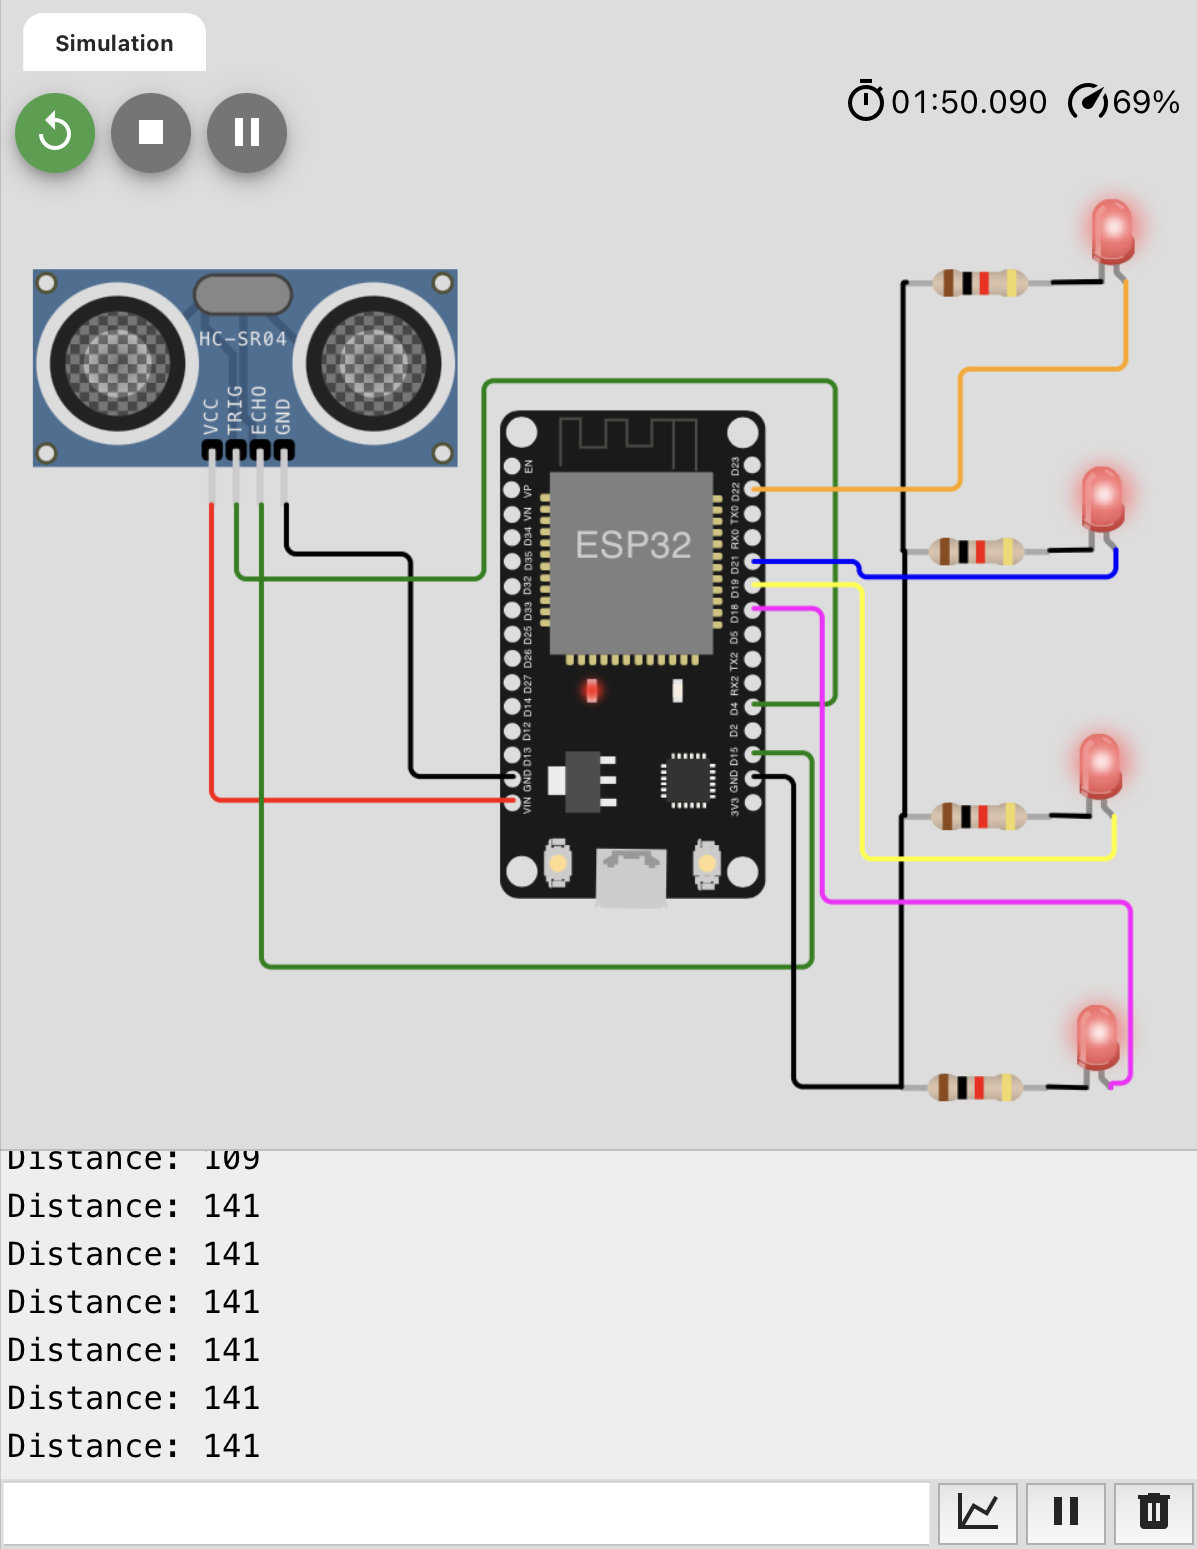 Simulation
01:50.090 69%
HC-SR04
VCC
TRIG
ECHO
GND
ESP32
EN
VP
VN
D34
D35
D32
D33
D25
D26
D27
D14
D12
D13
GND
VIN
D23
D22
TX0
RX0
D21
D19
D18
D5
TX2
RX2
D4
D2
D15
GND
3V3
Distance: 109
Distance: 141
Distance: 141
Distance: 141
Distance: 141
Distance: 141
Distance: 141